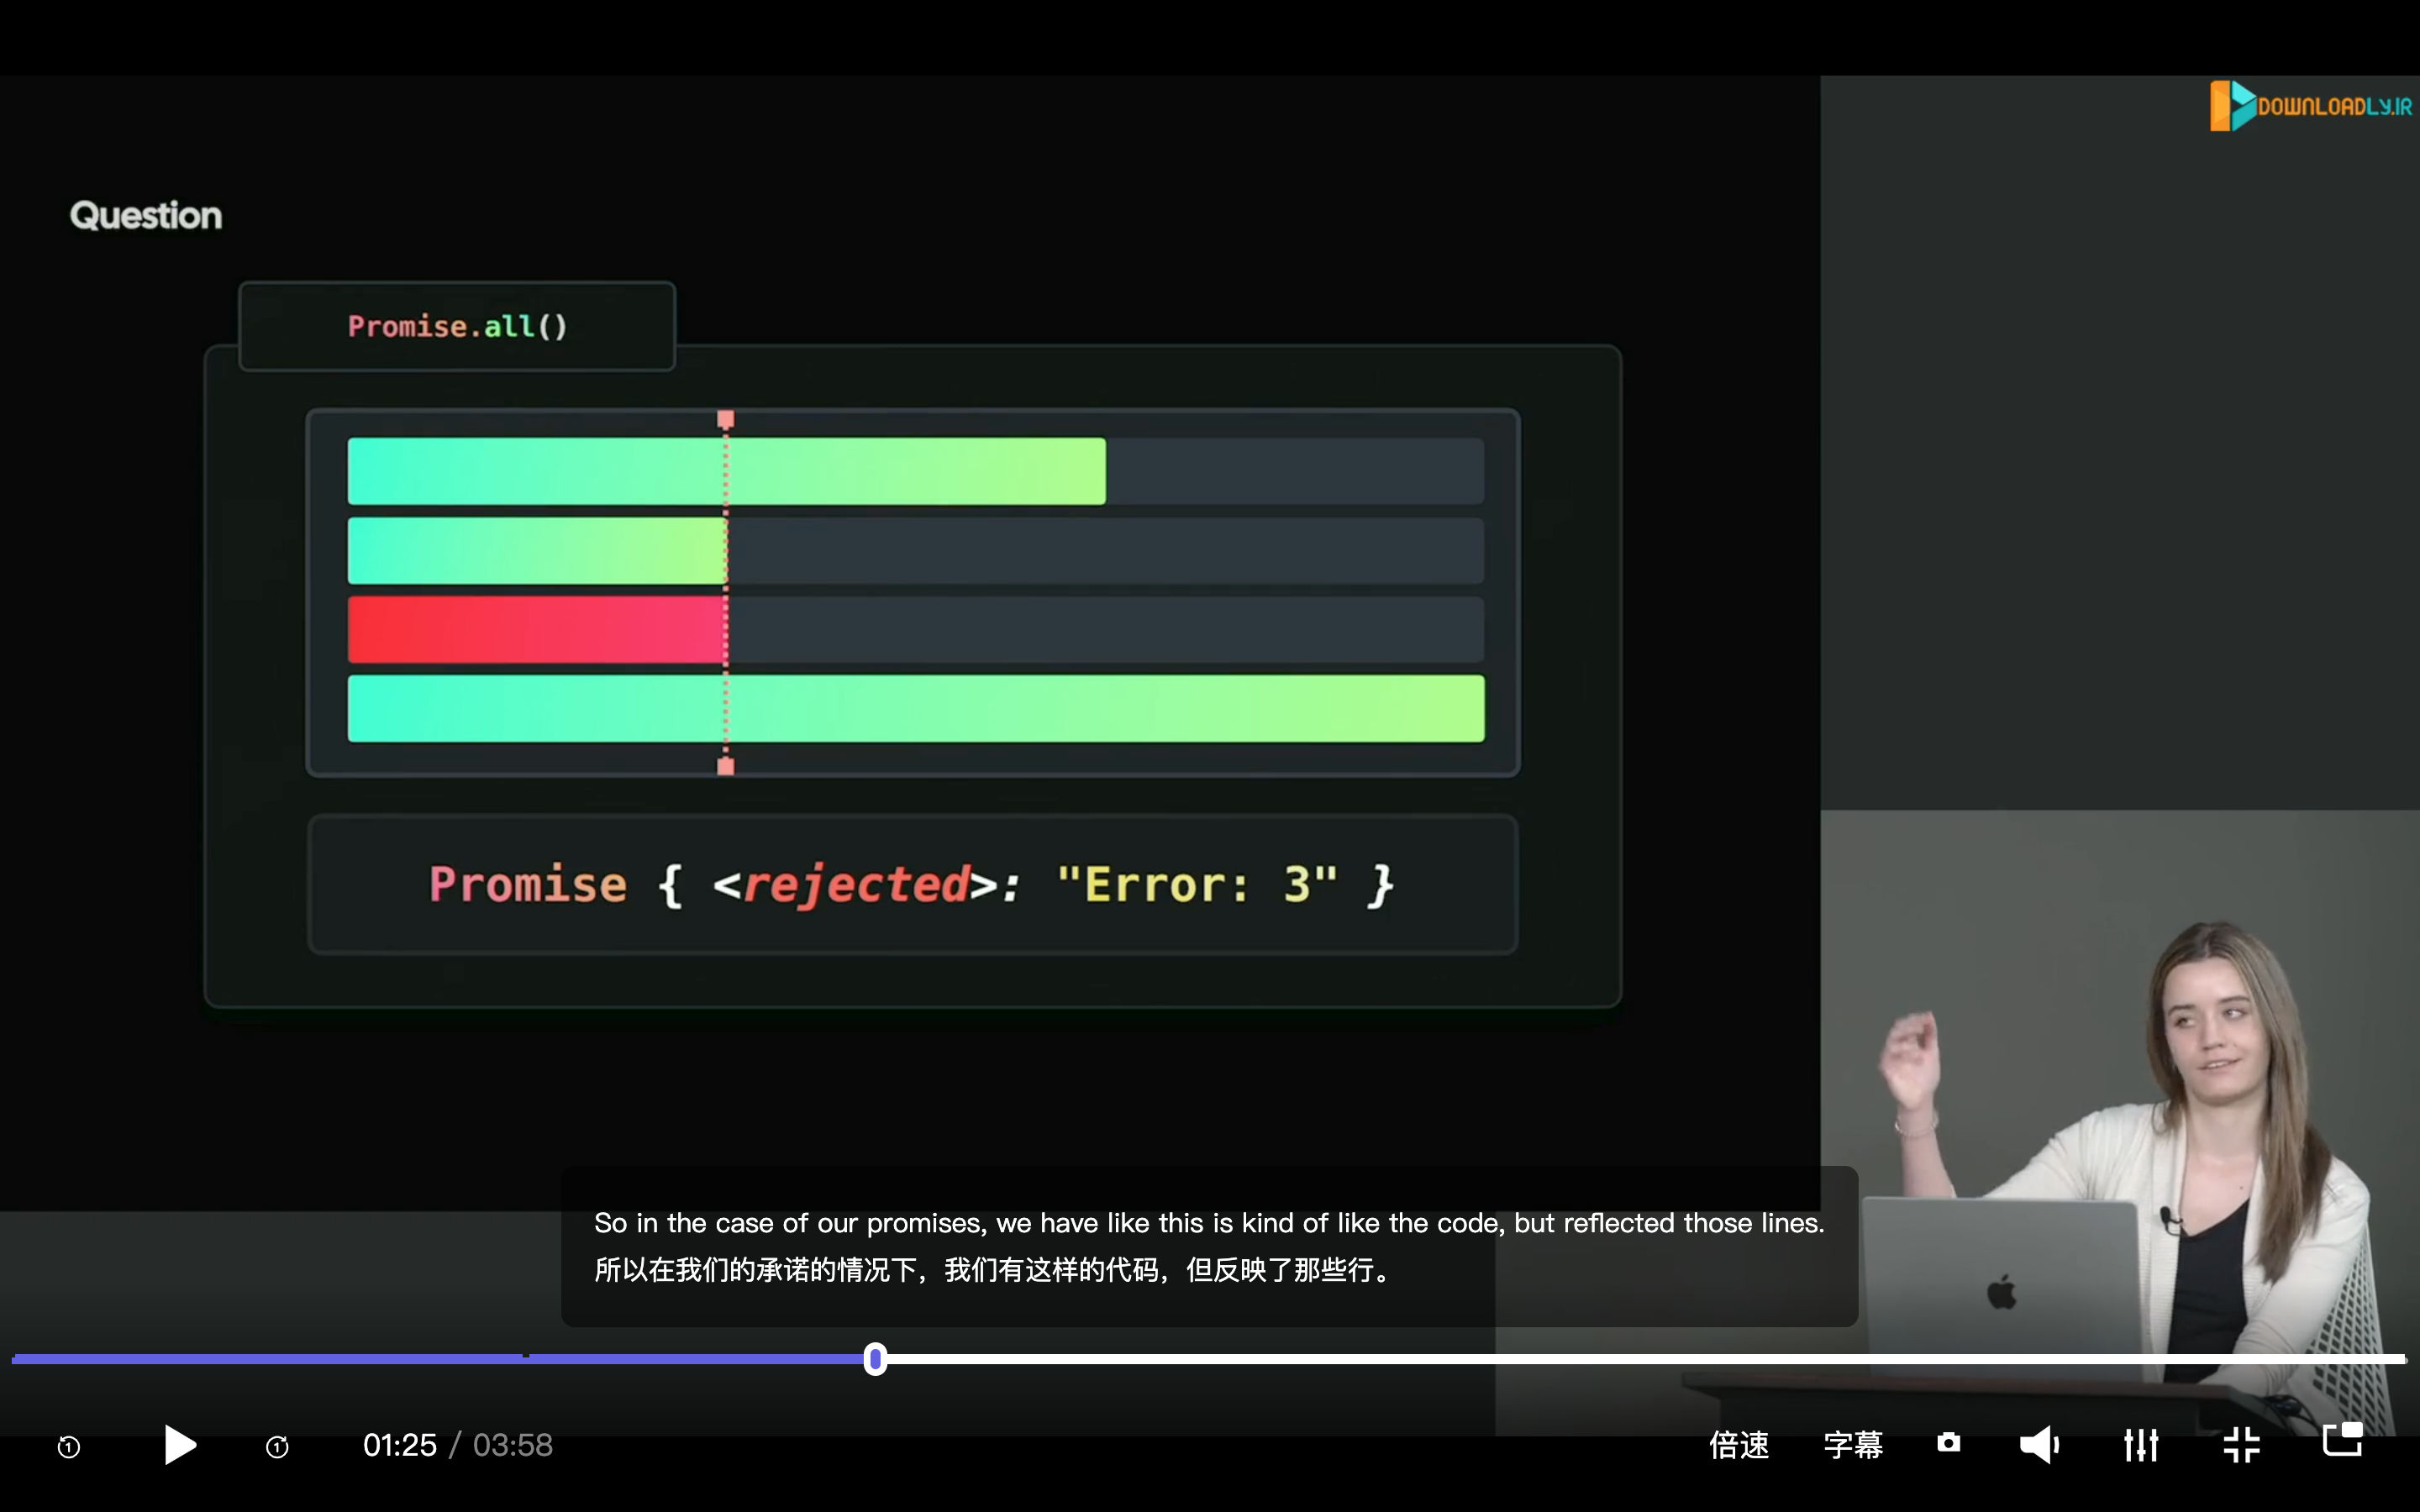 DOWNLOADLY.IR
Question
Promise.all()
Promise { <rejected>: "Error: 3" }
So in the case of our promises, we have like this is kind of like the code, but reflected those lines.
所以在我们的承诺的情况下，我们有这样的代码，但反映了那些行。
1
1
01:25 / 03:58
倍速
字幕